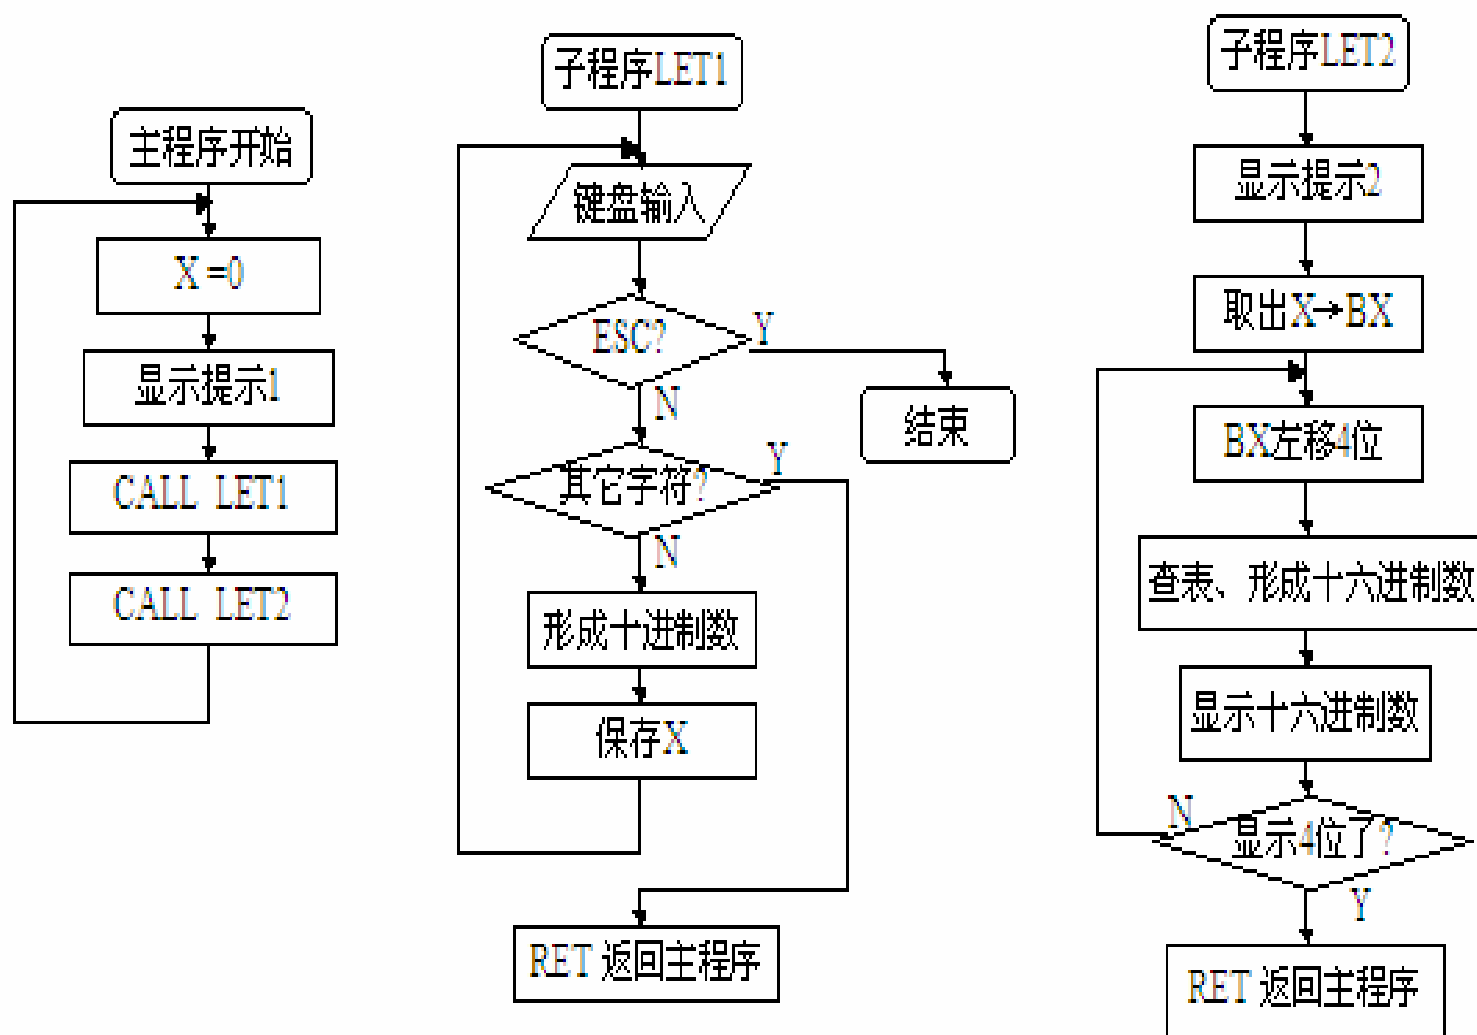 主程序开始
X=0
显示提示1
CALL LET1
CALL LET2
子程序LET1
键盘输入
ESC?
Y
N
结束
其它字符?
Y
N
形成十进制数
保存X
RET 返回主程序
子程序LET2
显示提示2
取出X→BX
BX左移4位
查表、形成十六进制数
显示十六进制数
N
显示4位了?
Y
RET 返回主程序